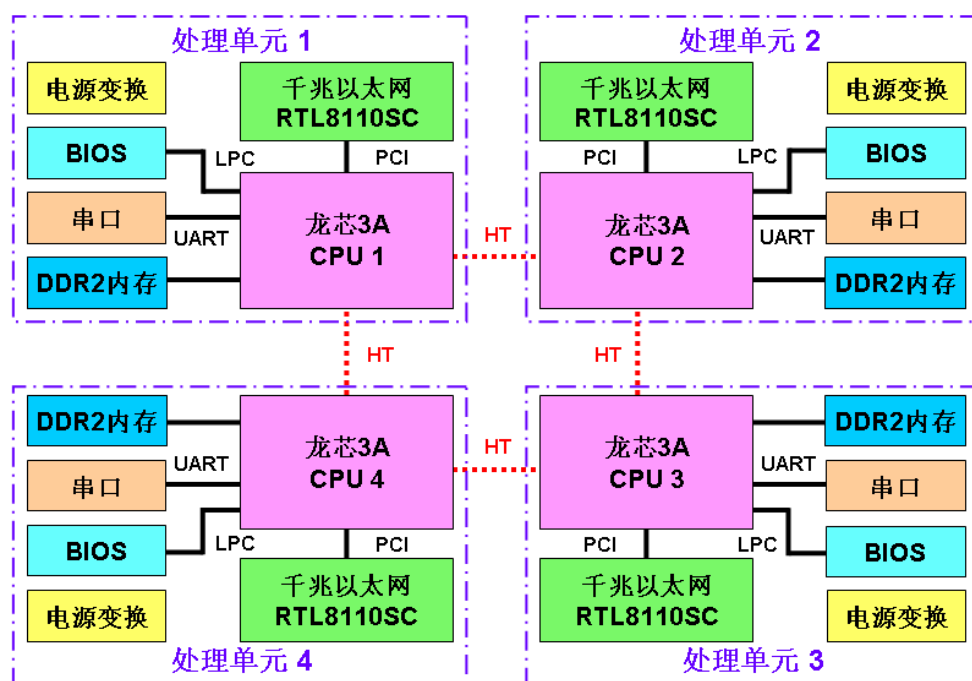 处理单元 1
电源变换
千兆以太网
RTL8110SC
BIOS
LPC
PCI
串口
UART
龙芯3A
CPU 1
DDR2内存
HT
处理单元 2
千兆以太网
RTL8110SC
电源变换
PCI
LPC
BIOS
龙芯3A
CPU 2
串口
UART
DDR2内存
HT
HT
DDR2内存
龙芯3A
CPU 4
UART
串口
BIOS
LPC
PCI
千兆以太网
RTL8110SC
电源变换
处理单元 4
HT
龙芯3A
CPU 3
DDR2内存
UART
串口
PCI
LPC
BIOS
千兆以太网
RTL8110SC
电源变换
处理单元 3